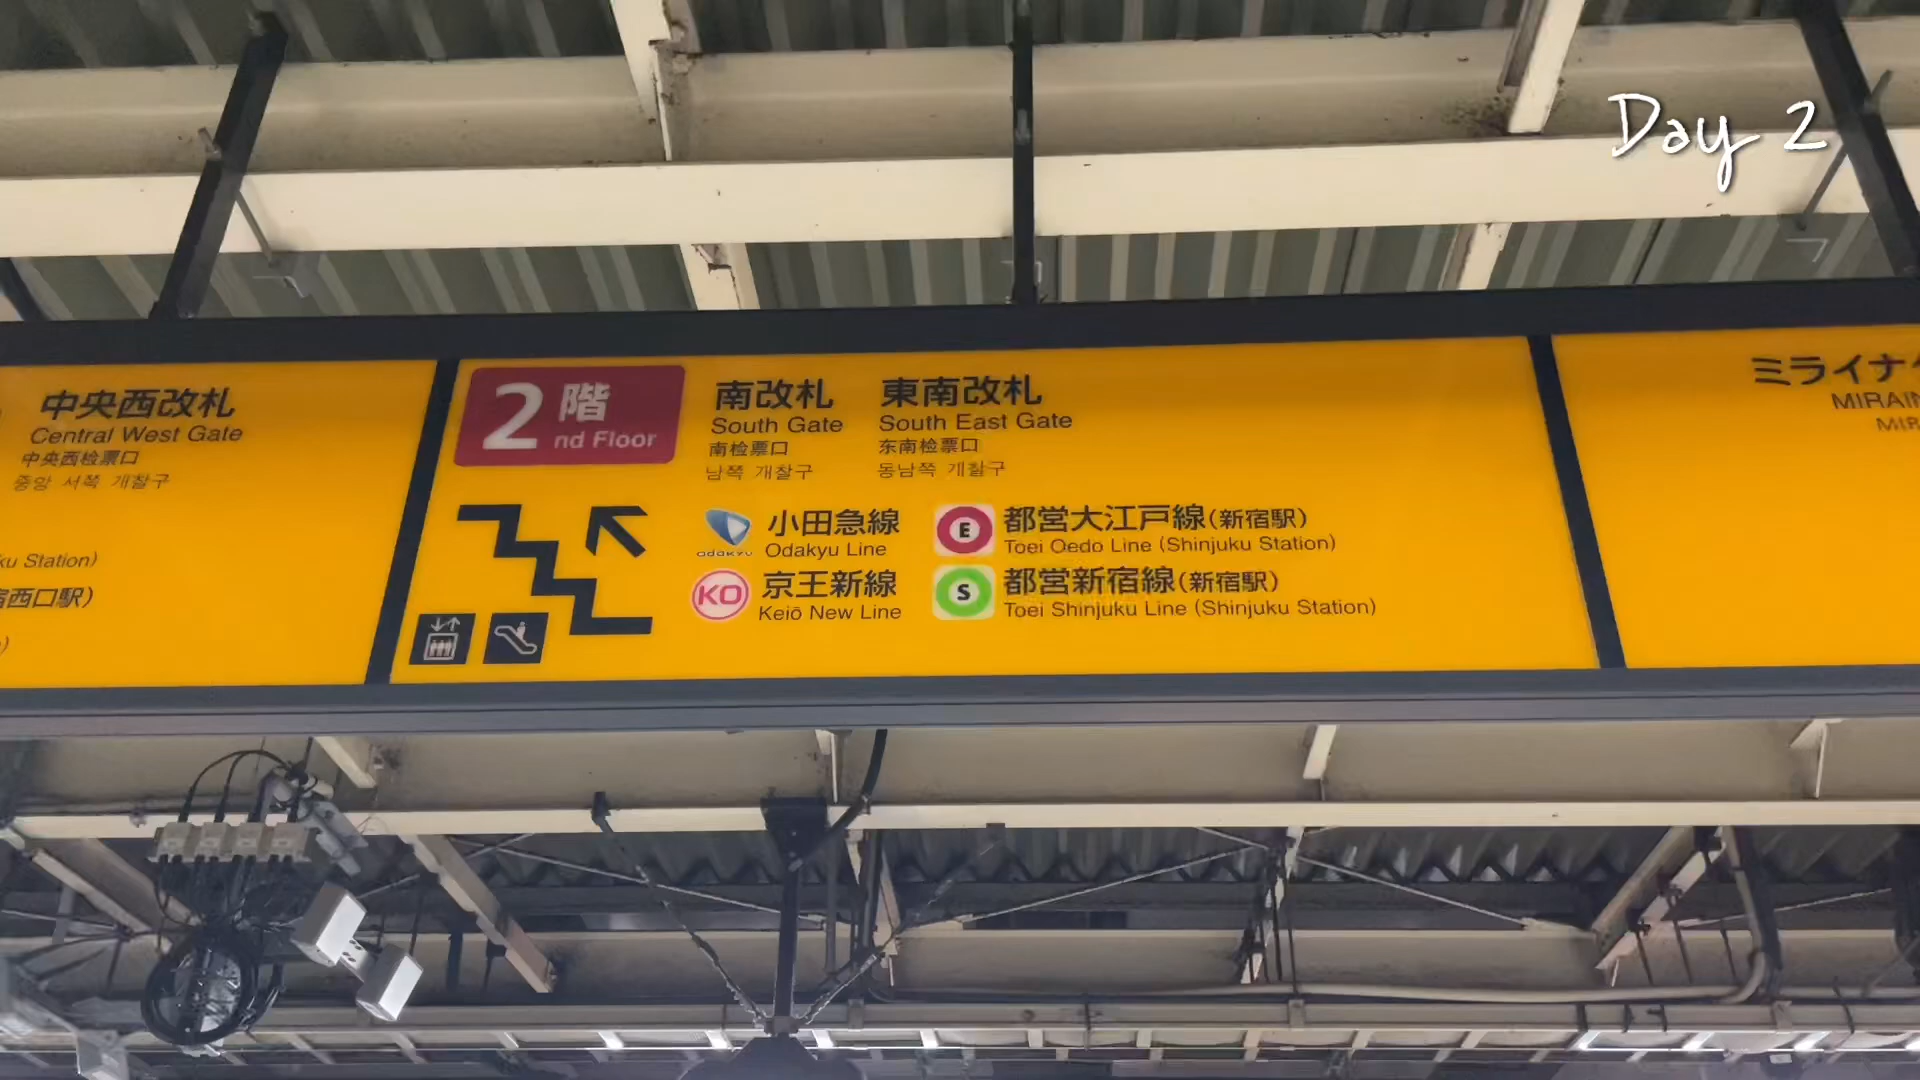 Day 2
中央西改札
Central West Gate
中央西检票口
중앙 서쪽 개찰구
ku Station)
西口駅)
2階
nd Floor
南改札
South Gate
南检票口
남쪽 개찰구
東南改札
South East Gate
东南检票口
동남쪽 개찰구
odakyu
小田急線
Odakyu Line
E
都営大江戸線(新宿駅)
Toei Oedo Line (Shinjuku Station)
KO
京王新線
Keiō New Line
S
都営新宿線(新宿駅)
Toei Shinjuku Line (Shinjuku Station)
ミライナ
MIRAIN
MIR